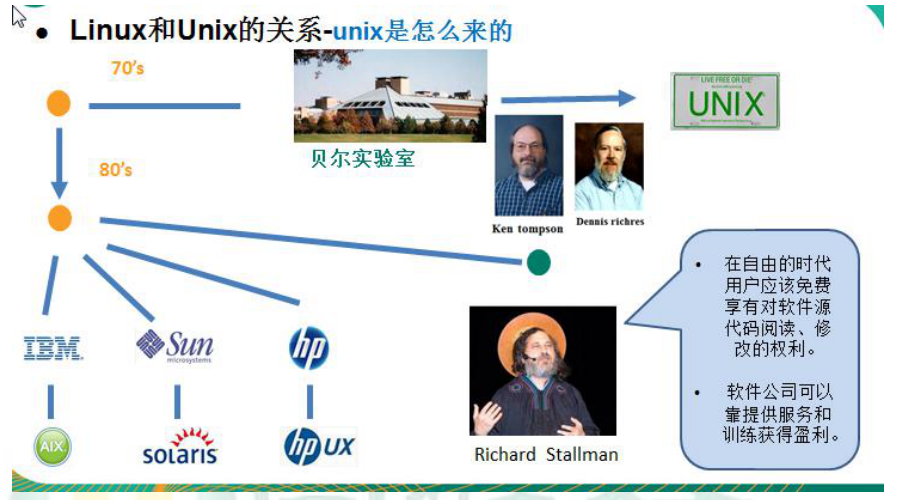 • Linux和Unix的关系-unix是怎么来的
70's
LIVE FREE OR DIE
UNIX
贝尔实验室
80's
Ken tompson
Dennis richres
• 在自由的时代
用户应该免费
享有对软件源
代码阅读、修
改的权利。
• 软件公司可以
靠提供服务和
训练获得盈利。
IBM.
Sun
microsystems
hp
AIX
solaris
hp UX
Richard Stallman